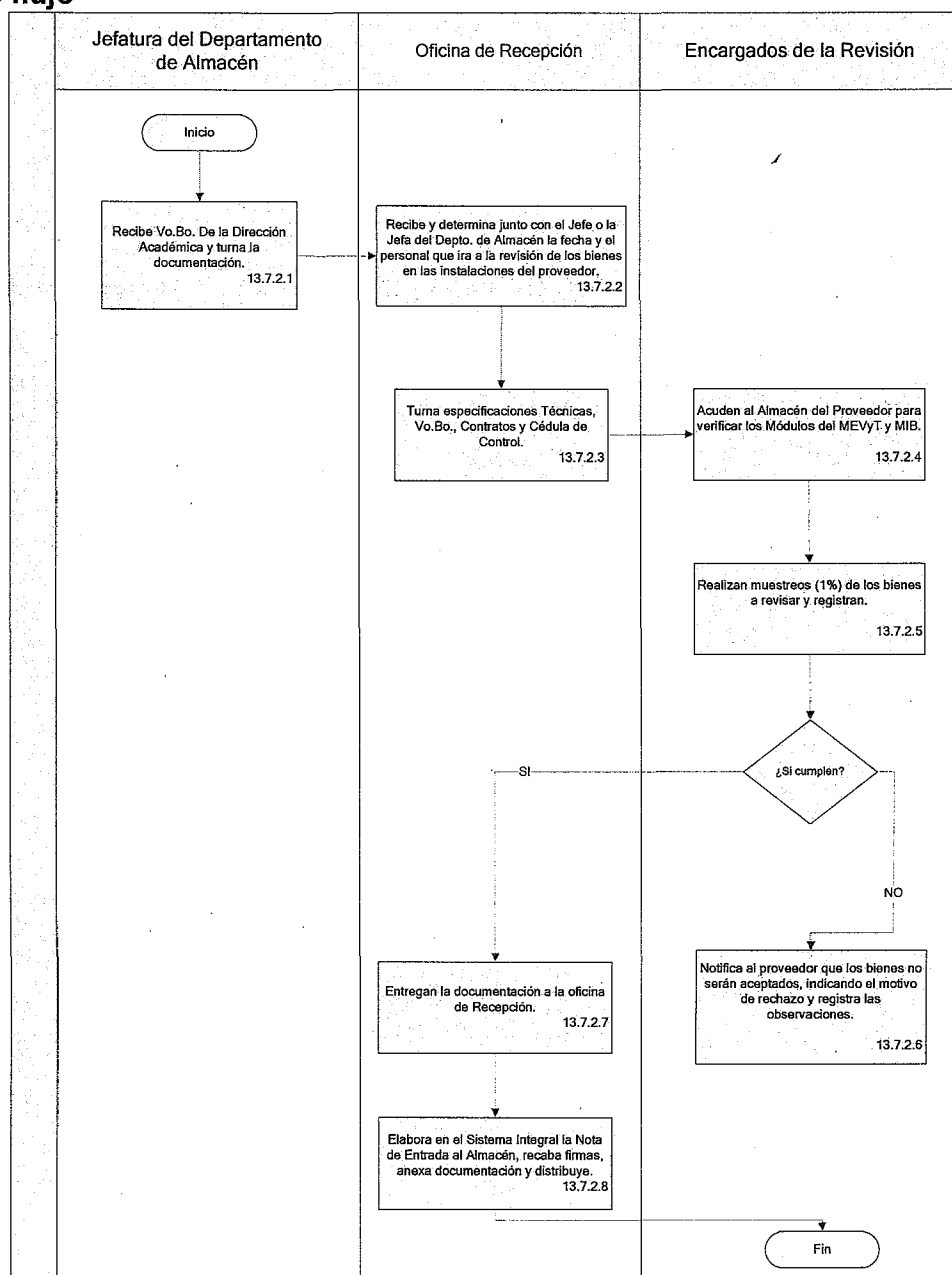 flujo
Jefatura del Departamento
de Almacén
Oficina de Recepción
Encargados de la Revisión
Inicio
Recibe Vo.Bo. De la Dirección
Académica y turna la
documentación.
13.7.2.1
Recibe y determina junto con el Jefe o la
Jefa del Depto. de Almacén la fecha y el
personal que ira a la revisión de los bienes
en las instalaciones del proveedor.
13.7.2.2
Turna especificaciones Técnicas,
Vo.Bo., Contratos y Cédula de
Control.
13.7.2.3
Acuden al Almacén del Proveedor para
verificar los Módulos del MEVyT y MIB.
13.7.2.4
Realizan muestreos (1%) de los bienes
a revisar y registran.
13.7.2.5
¿Si cumplen?
SI
NO
Notifica al proveedor que los bienes no
serán aceptados, indicando el motivo
de rechazo y registra las
observaciones.
13.7.2.6
Entregan la documentación a la oficina
de Recepción.
13.7.2.7
Elabora en el Sistema Integral la Nota
de Entrada al Almacén, recaba firmas,
anexa documentación y distribuye.
13.7.2.8
Fin